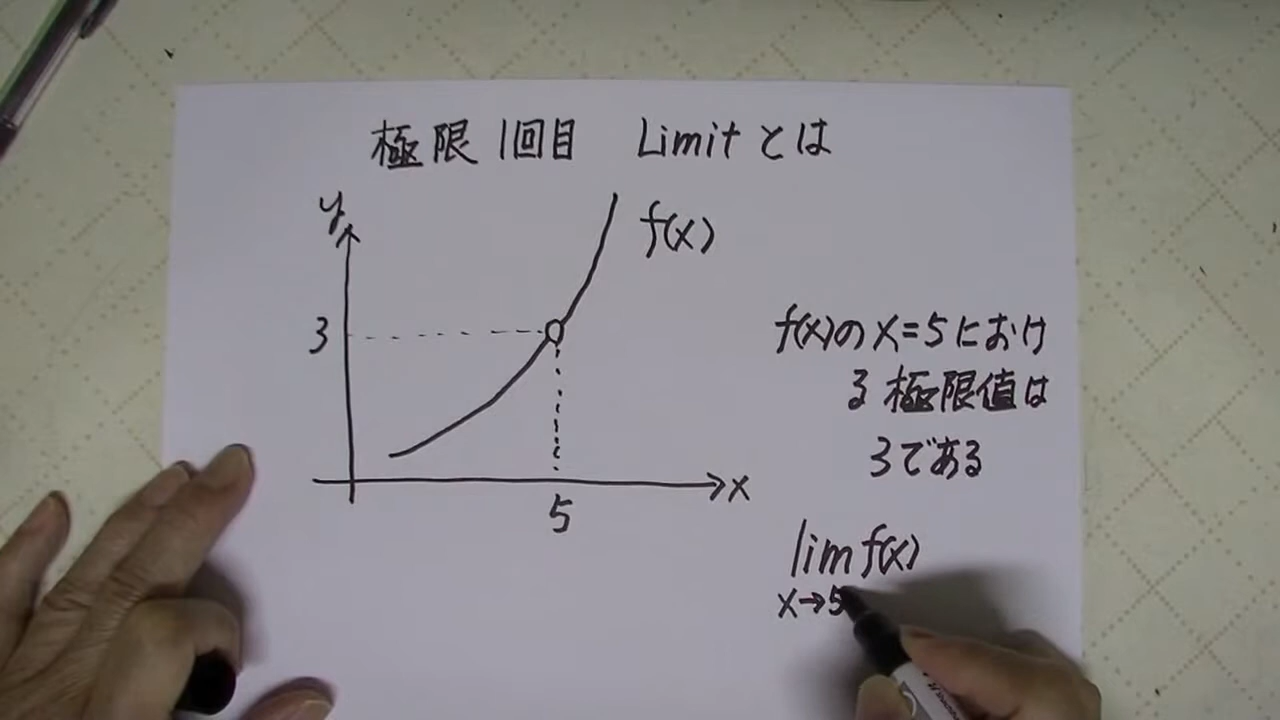 極限1回目 Limitとは
y
f(x)
3
f(x)のx=5におけ
る極限値は
3である
x
5
lim f(x)
x→5